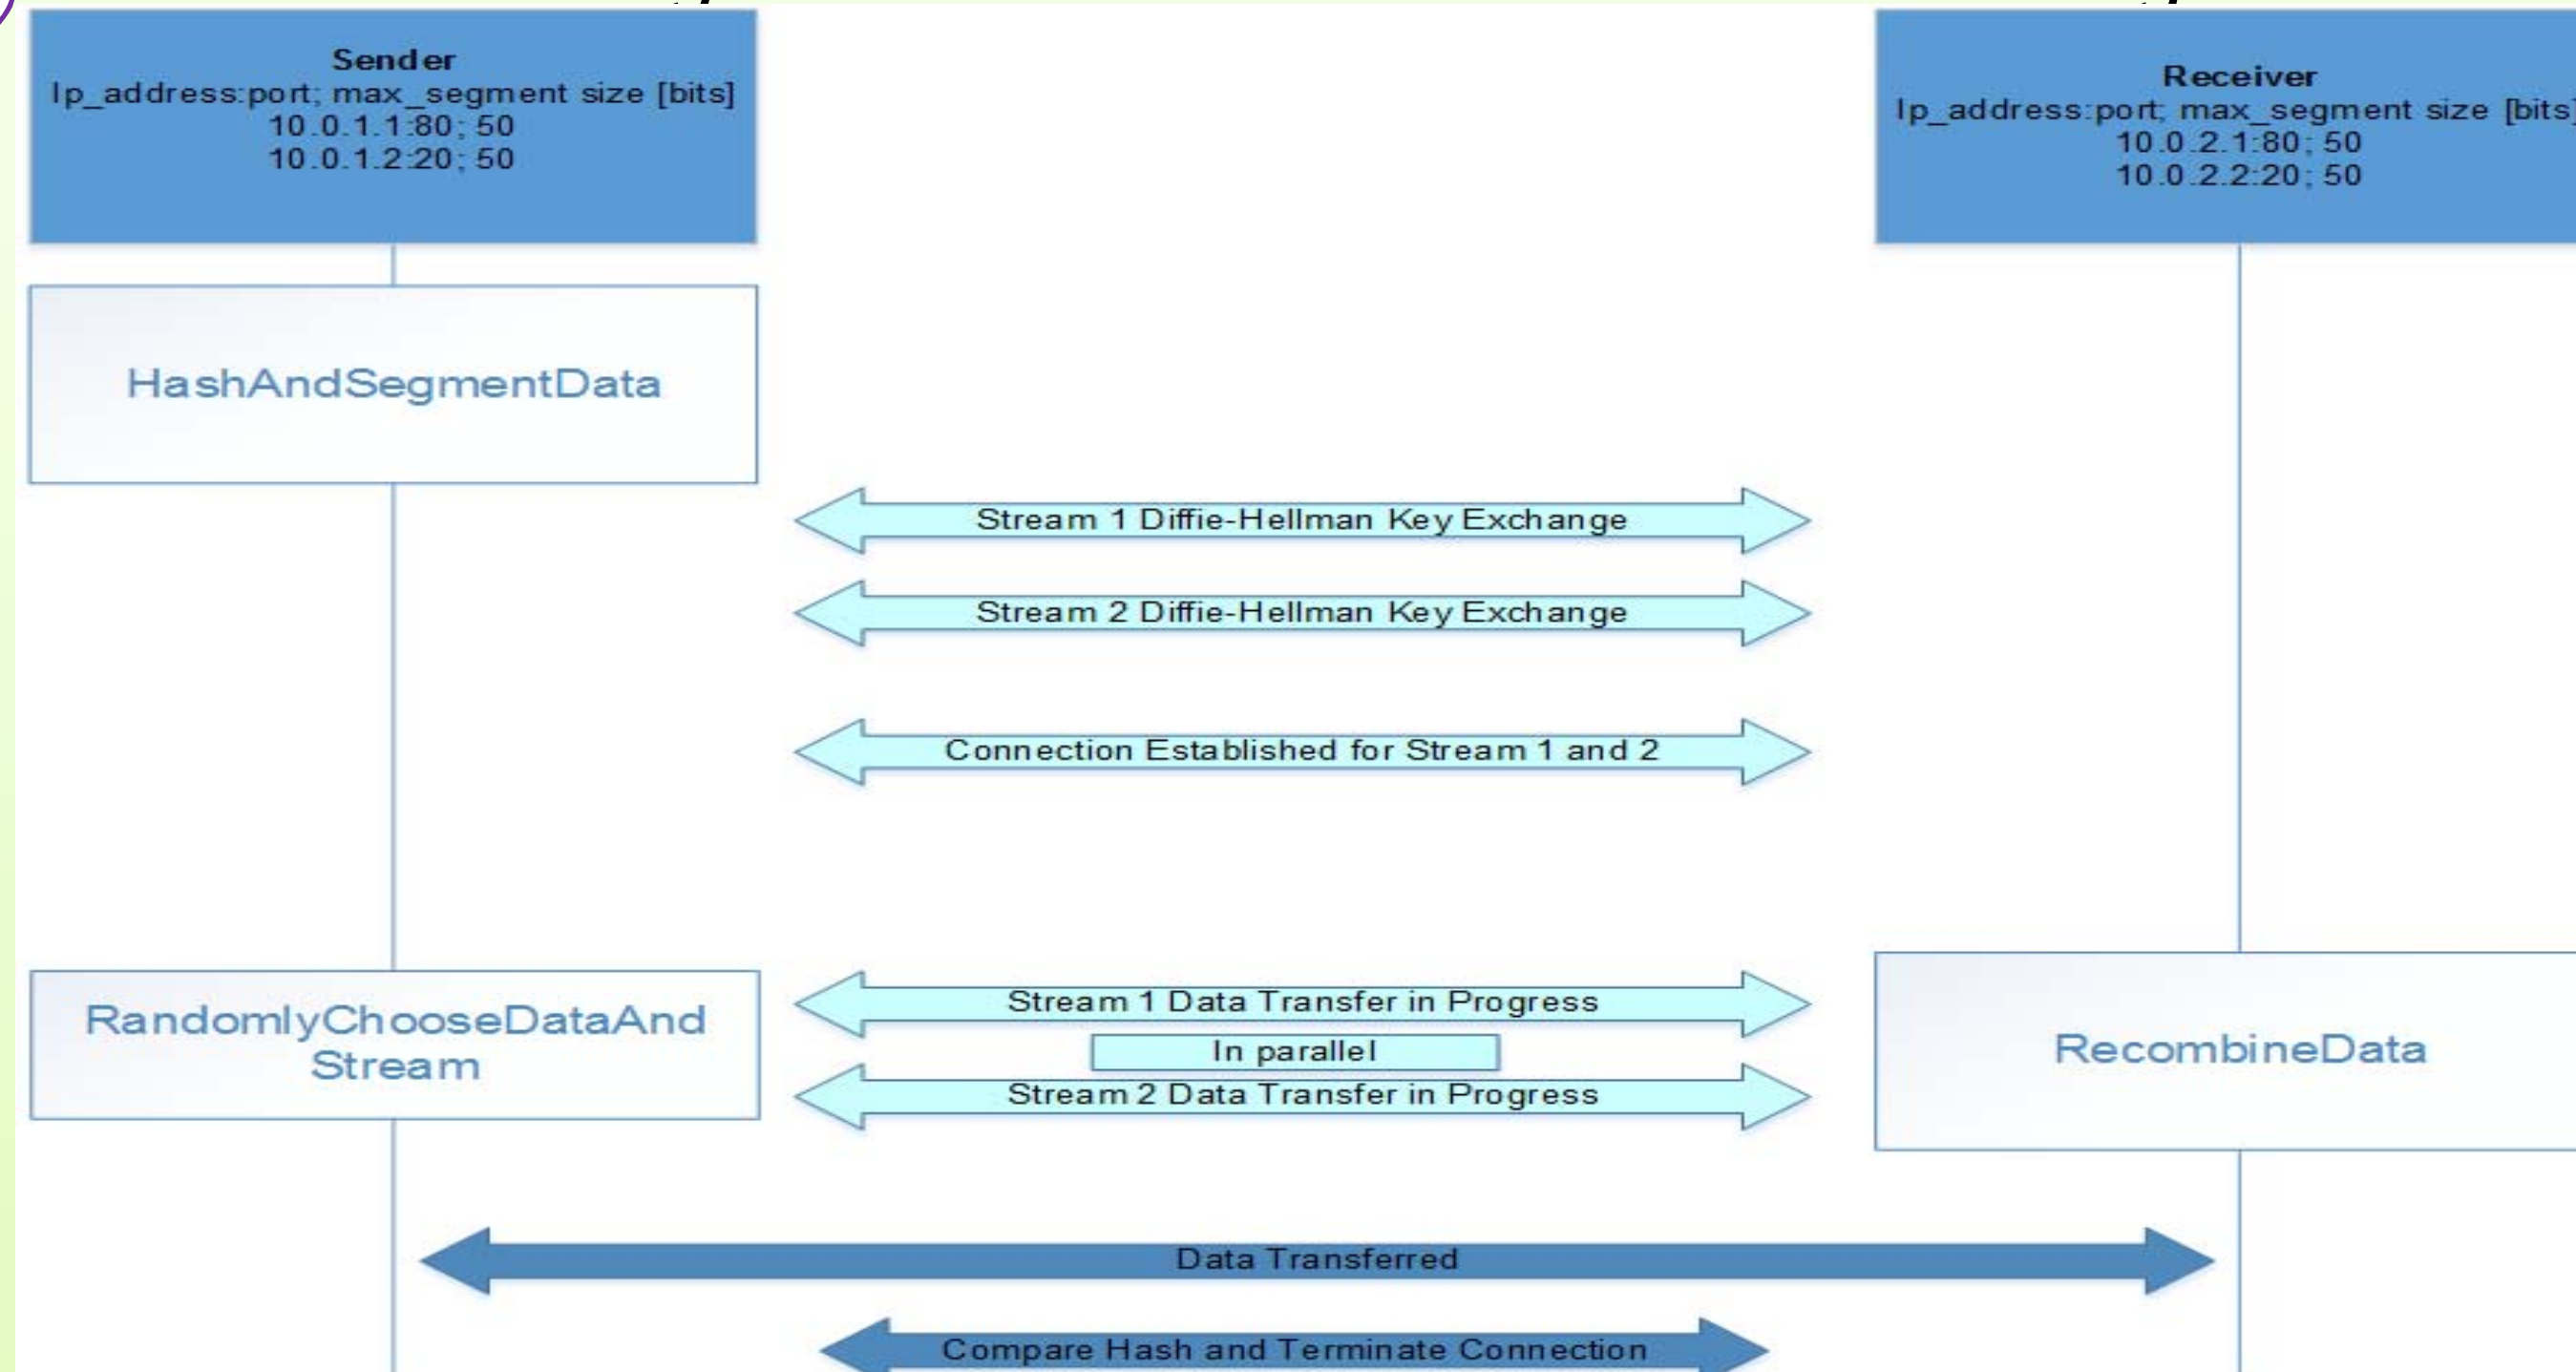 Sender
Ip_address:port; max_segment size [bits]
10.0.1.1:80; 50
10.0.1.2:20; 50
Receiver
Ip_address:port; max_segment size [bits]
10.0.2.1:80; 50
10.0.2.2:20; 50
HashAndSegmentData
Stream 1 Diffie-Hellman Key Exchange
Stream 2 Diffie-Hellman Key Exchange
Connection Established for Stream 1 and 2
RandomlyChooseDataAnd
Stream
Stream 1 Data Transfer in Progress
In parallel
Stream 2 Data Transfer in Progress
RecombineData
Data Transferred
Compare Hash and Terminate Connection